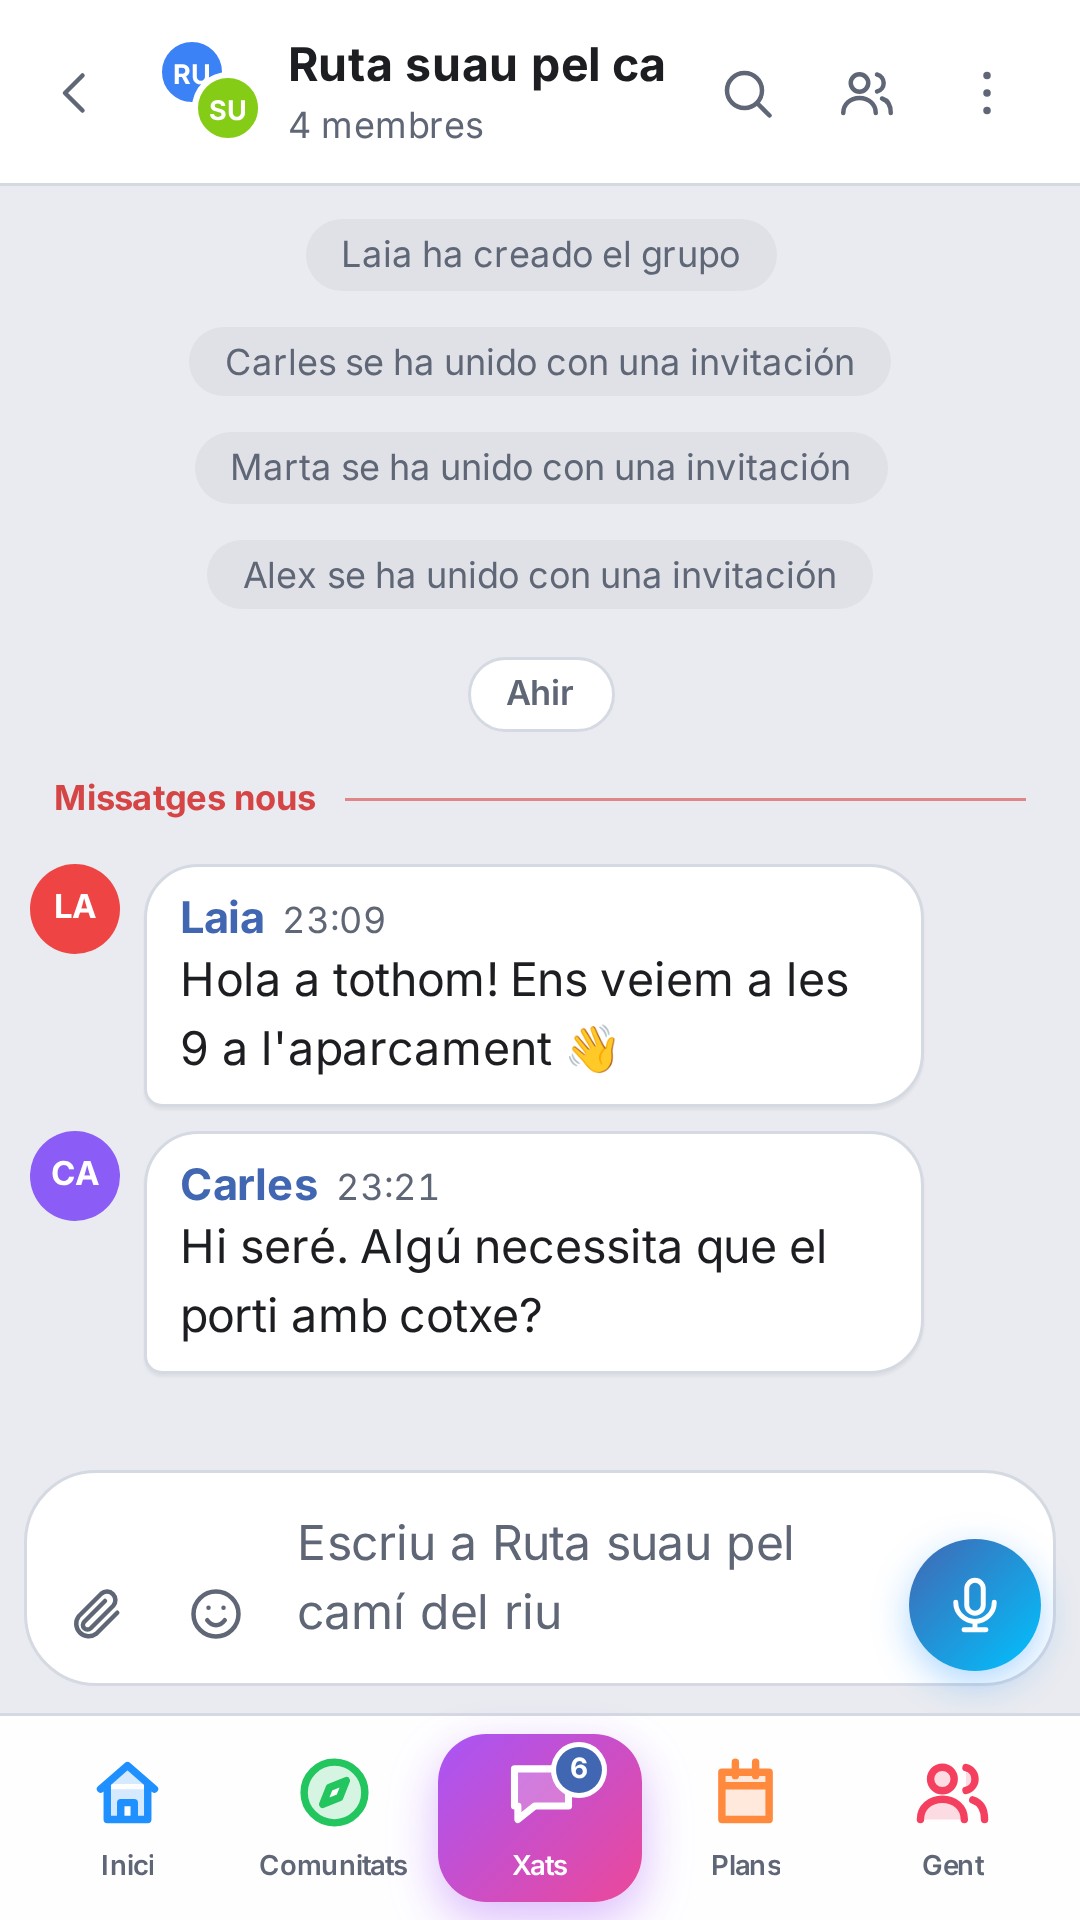 RU
SU
Ruta suau pel ca
4 membres
Laia ha creado el grupo
Carles se ha unido con una invitación
Marta se ha unido con una invitación
Alex se ha unido con una invitación
Ahir
Missatges nous
LA
Laia 23:09
Hola a tothom! Ens veiem a les
9 a l'aparcament 👋
CA
Carles 23:21
Hi seré. Algú necessita que el
porti amb cotxe?
Escriu a Ruta suau pel
camí del riu
6
Inici
Comunitats
Xats
Plans
Gent